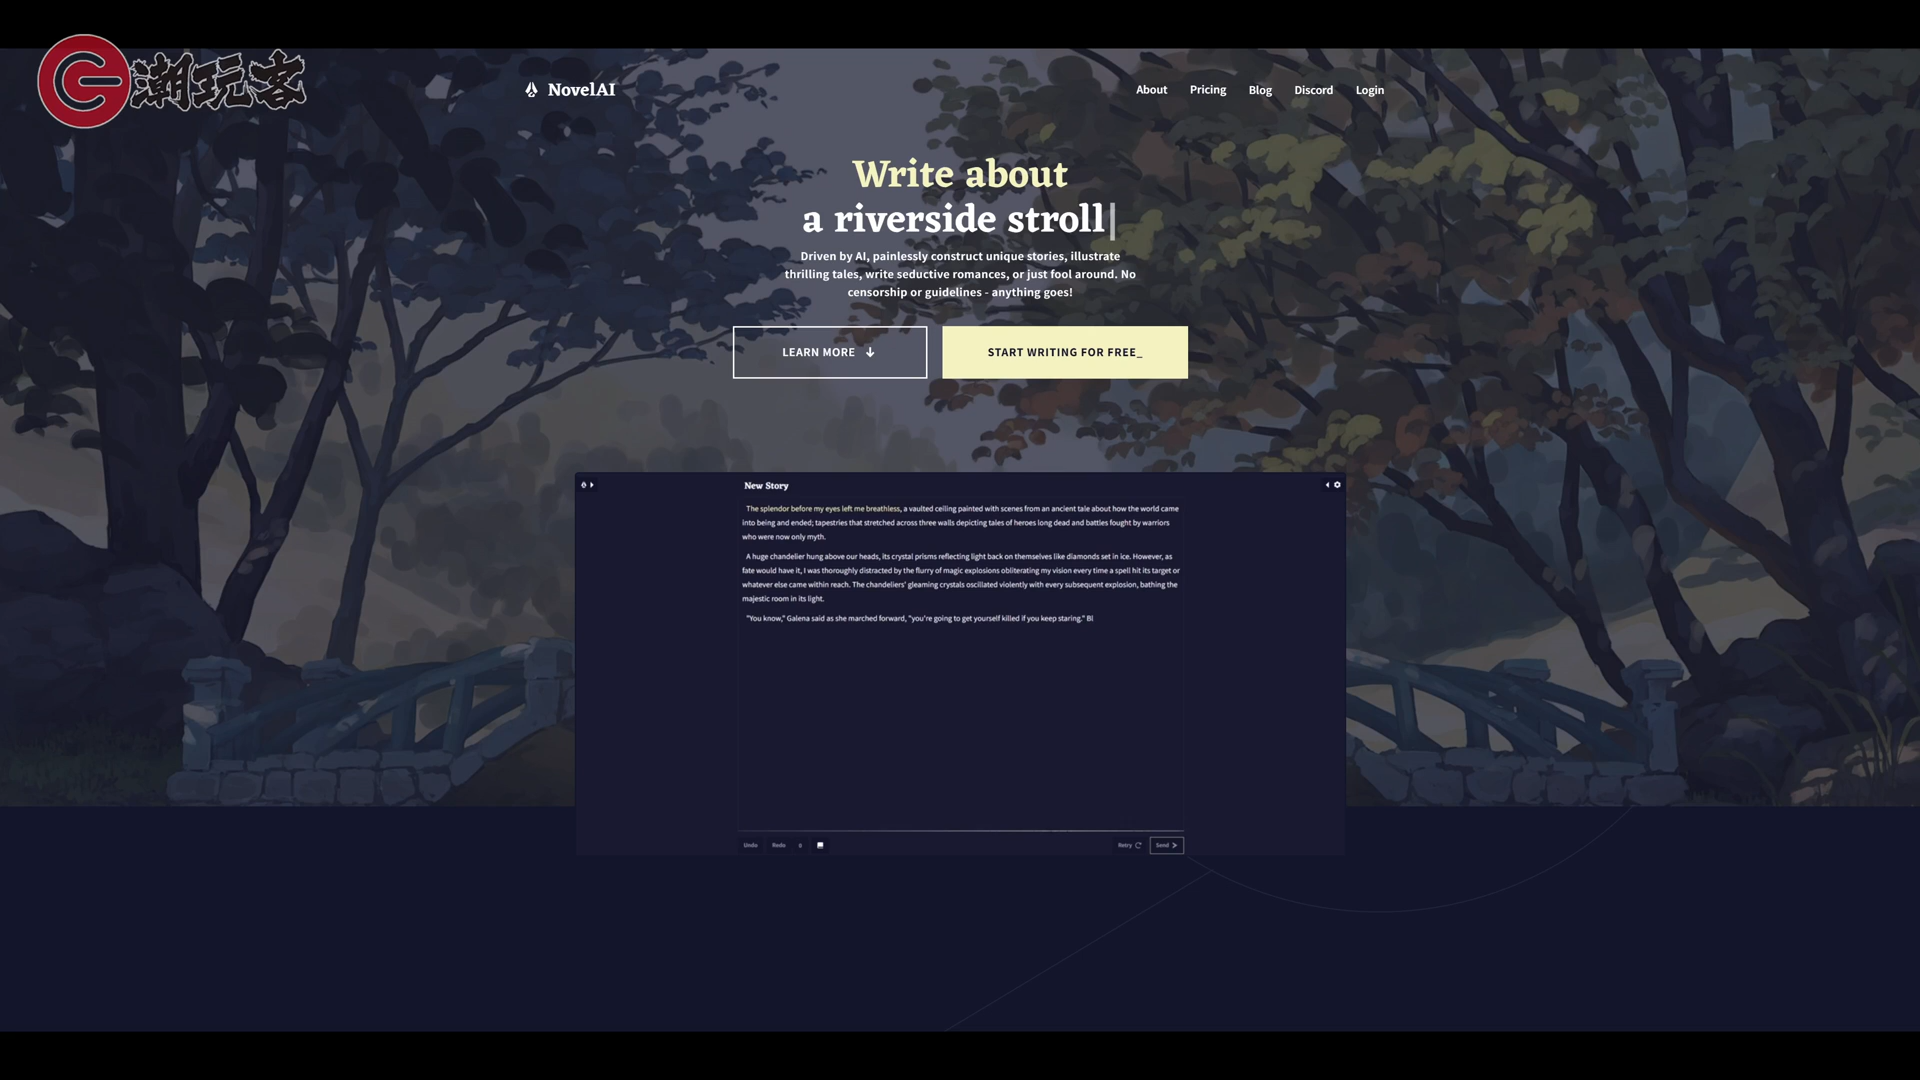 潮玩客
NovelAI
About
Pricing
Blog
Discord
Login
Write about
a riverside stroll
Driven by AI, painlessly construct unique stories, illustrate
thrilling tales, write seductive romances, or just fool around. No
censorship or guidelines - anything goes!
LEARN MORE
START WRITING FOR FREE_
New Story
The splendor before my eyes left me breathless, a vaulted ceiling painted with scenes from an ancient tale about how the world came
into being and ended; tapestries that stretched across three walls depicting tales of heroes long dead and battles fought by warriors
who were now only myth.
A huge chandelier hung above our heads, its crystal prisms reflecting light back on themselves like diamonds set in ice. However, as
fate would have it, I was thoroughly distracted by the flurry of magic explosions obliterating my vision every time a spell hit its target or
whatever else came within reach. The chandeliers' gleaming crystals oscillated violently with every subsequent explosion, bathing the
majestic room in its light.
"You know," Galena said as she marched forward, "you're going to get yourself killed if you keep staring." Bl
Undo
Redo
Retry
Send